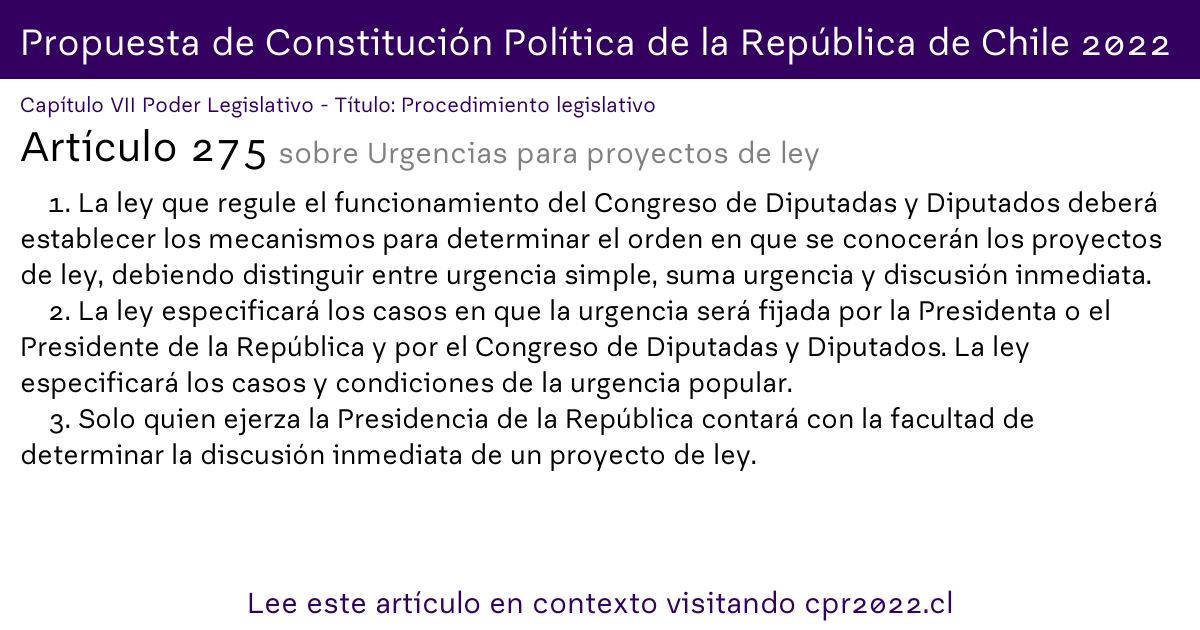 Propuesta de Constitución Política de la República de Chile 2022
Capítulo VII Poder Legislativo - Título: Procedimiento legislativo
Artículo 275 sobre Urgencias para proyectos de ley
1. La ley que regule el funcionamiento del Congreso de Diputadas y Diputados deberá
establecer los mecanismos para determinar el orden en que se conocerán los proyectos
de ley, debiendo distinguir entre urgencia simple, suma urgencia y discusión inmediata.
2. La ley especificará los casos en que la urgencia será fijada por la Presidenta o el
Presidente de la República y por el Congreso de Diputadas y Diputados. La ley
especificará los casos y condiciones de la urgencia popular.
3. Solo quien ejerza la Presidencia de la República contará con la facultad de
determinar la discusión inmediata de un proyecto de ley.
Lee este artículo en contexto visitando cpr2022.cl